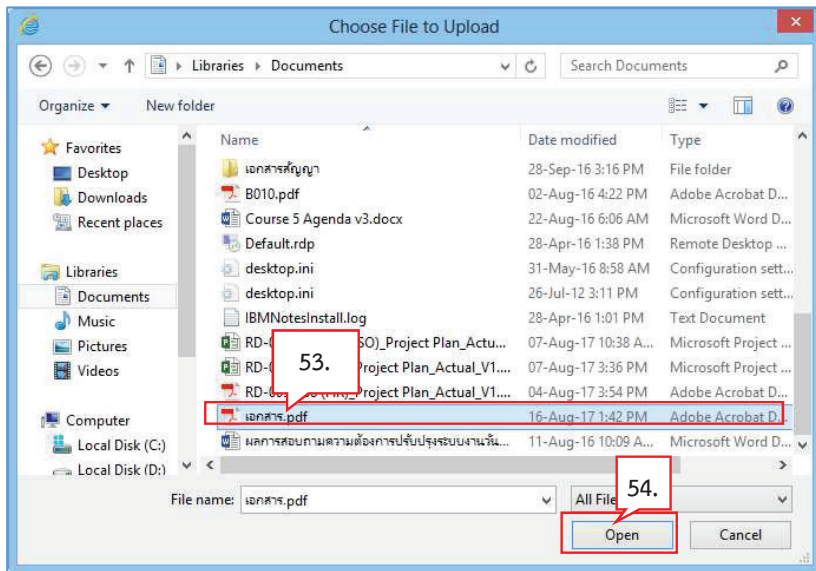 Choose File to Upload
Libraries Documents
Search Documents
Organize New folder
Favorites
Desktop
Downloads
Recent places
Libraries
Documents
Music
Pictures
Videos
Computer
Local Disk (C:)
Local Disk (D:)
Name Date modified Type
เอกสารสัญญา 28-Sep-16 3:16 PM File folder
B010.pdf 02-Aug-16 4:22 PM Adobe Acrobat D...
Course 5 Agenda v3.docx 22-Aug-16 6:06 AM Microsoft Word D...
Default.rdp 28-Apr-16 1:38 PM Remote Desktop ...
desktop.ini 31-May-16 8:58 AM Configuration sett...
desktop.ini 26-Jul-12 3:11 PM Configuration sett...
IBMNotesInstall.log 28-Apr-16 1:01 PM Text Document
Project Plan_Actu... 07-Aug-17 10:38 A... Microsoft Project ...
Project Plan_Actual_V1.... 07-Aug-17 3:36 PM Microsoft Project ...
Project Plan_Actual_V1.... 04-Aug-17 3:54 PM Adobe Acrobat D...
เอกสาร.pdf 16-Aug-17 1:42 PM Adobe Acrobat D...
ผลการสอบถามความต้องการปรับปรุงระบบงานวัน... 11-Aug-16 10:09 A... Microsoft Word D...
53.
File name: เอกสาร.pdf All File
54.
Open Cancel